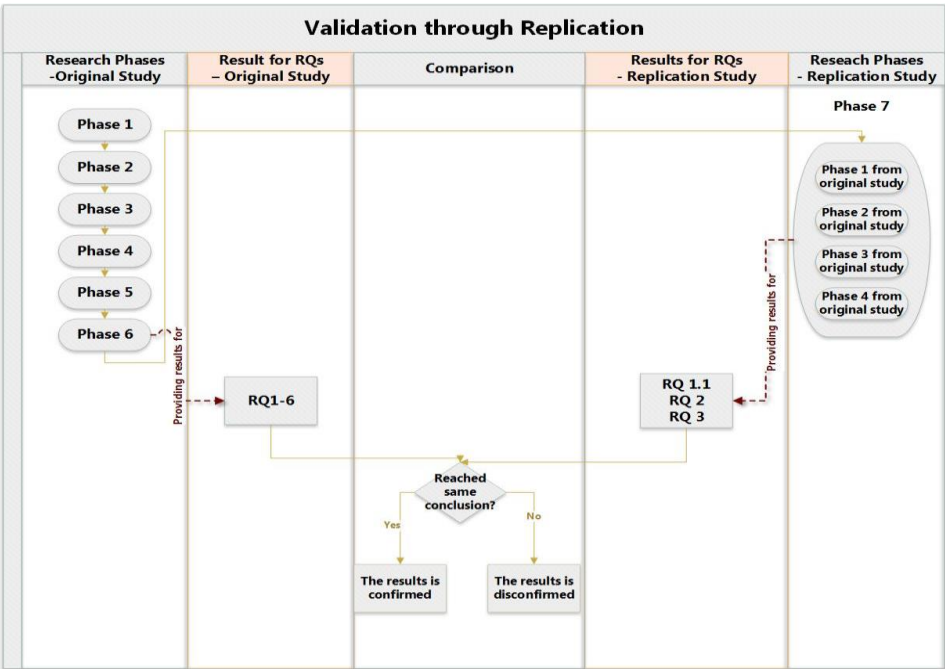 Validation through Replication
Research Phases
-Original Study
Result for RQs
– Original Study
Comparison
Results for RQs
- Replication Study
Reseach Phases
- Replication Study
Phase 1
Phase 2
Phase 3
Phase 4
Phase 5
Phase 6
Providing results for
RQ1-6
Phase 7
Phase 1 from
original study
Phase 2 from
original study
Phase 3 from
original study
Phase 4 from
original study
Providing results for
RQ 1.1
RQ 2
RQ 3
Reached
same
conclusion?
Yes
No
The results is
confirmed
The results is
disconfirmed